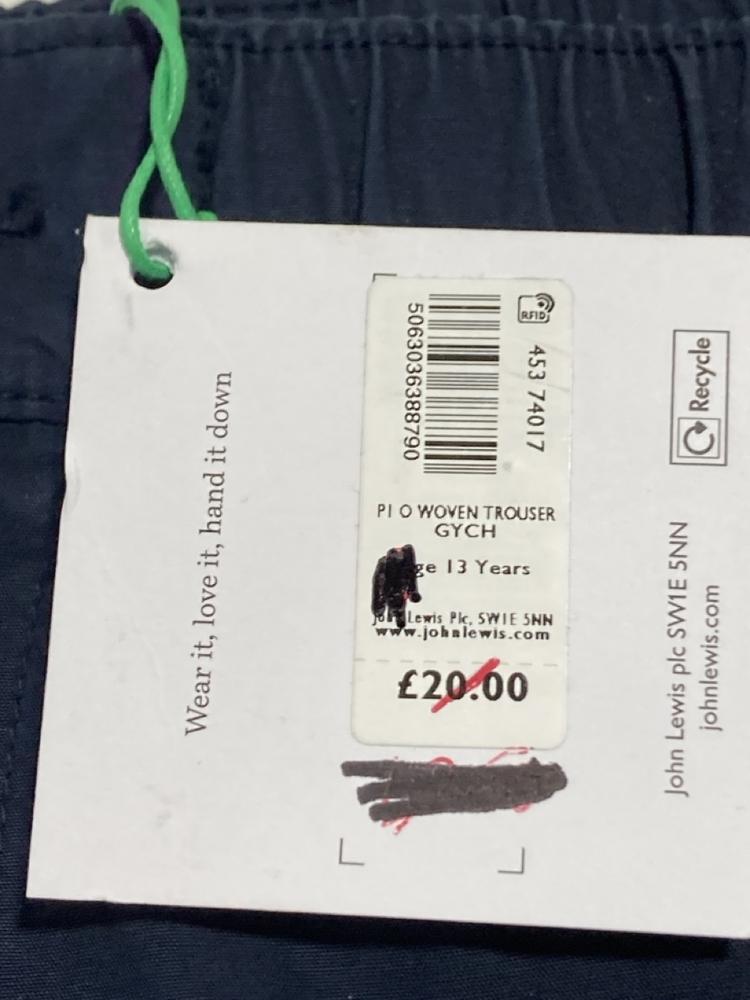 Wear it, love it, hand it down
RFID
453 74017
5063036388790
PI O WOVEN TROUSER
GYCH
ge 13 Years
John Lewis Plc, SW1E 5NN
www.johnlewis.com
£20.00
Recycle
John Lewis plc SW1E 5NN
johnlewis.com